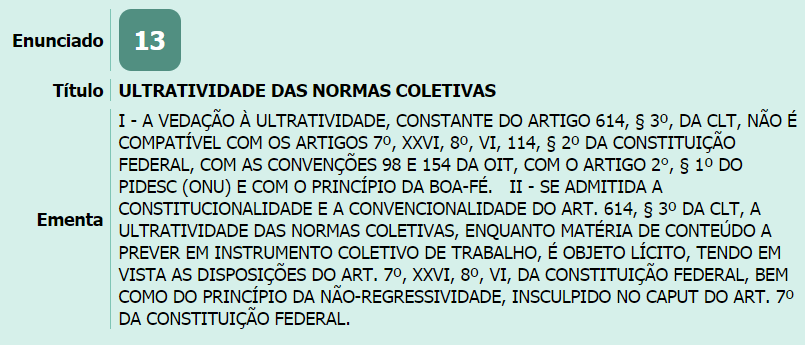 Enunciado 13
Título ULTRATIVIDADE DAS NORMAS COLETIVAS
I - A VEDAÇÃO À ULTRATIVIDADE, CONSTANTE DO ARTIGO 614, § 3º, DA CLT, NÃO É
COMPATÍVEL COM OS ARTIGOS 7º, XXVI, 8º, VI, 114, § 2º DA CONSTITUIÇÃO
FEDERAL, COM AS CONVENÇÕES 98 E 154 DA OIT, COM O ARTIGO 2º, § 1º DO
PIDESC (ONU) E COM O PRINCÍPIO DA BOA-FÉ. II - SE ADMITIDA A
CONSTITUCIONALIDADE E A CONVENCIONALIDADE DO ART. 614, § 3º DA CLT, A
Ementa ULTRATIVIDADE DAS NORMAS COLETIVAS, ENQUANTO MATÉRIA DE CONTEÚDO A
PREVER EM INSTRUMENTO COLETIVO DE TRABALHO, É OBJETO LÍCITO, TENDO EM
VISTA AS DISPOSIÇÕES DO ART. 7º, XXVI, 8º, VI, DA CONSTITUIÇÃO FEDERAL, BEM
COMO DO PRINCÍPIO DA NÃO-REGRESSIVIDADE, INSCULPIDO NO CAPUT DO ART. 7º
DA CONSTITUIÇÃO FEDERAL.